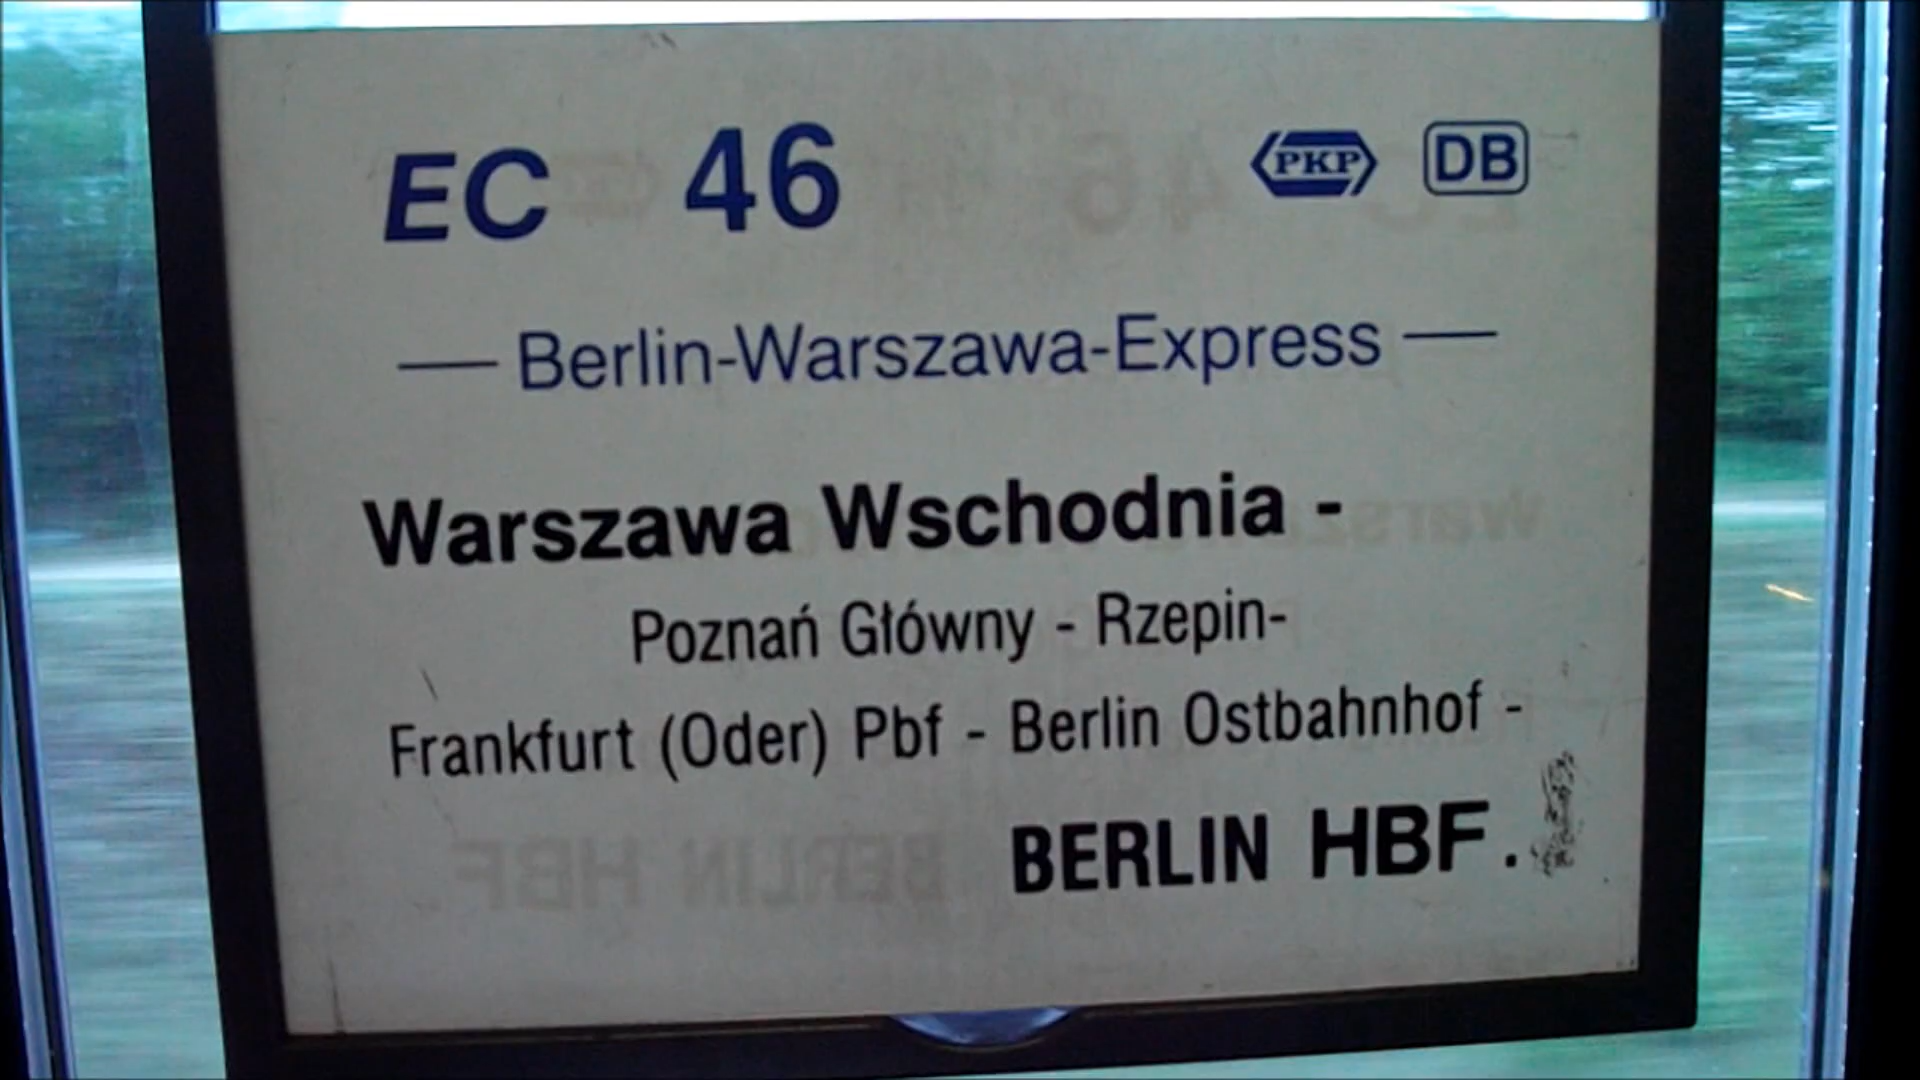 EC 46 PKP DB
— Berlin-Warszawa-Express —
Warszawa Wschodnia -
Poznań Główny - Rzepin-
Frankfurt (Oder) Pbf - Berlin Ostbahnhof -
BERLIN HBF.